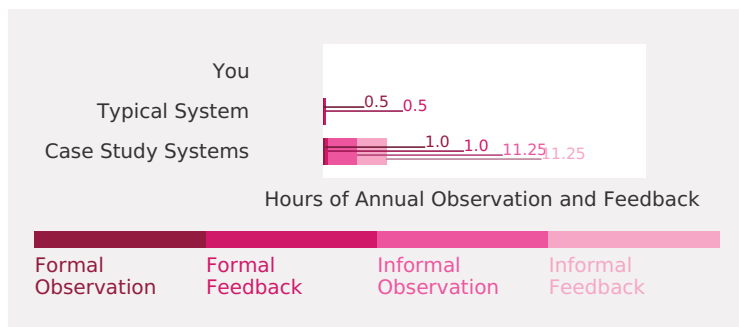 You
Typical System
0.5
0.5
Case Study Systems
1.0
1.0
11.25
11.25
Hours of Annual Observation and Feedback
Formal Observation
Formal Feedback
Informal Observation
Informal Feedback